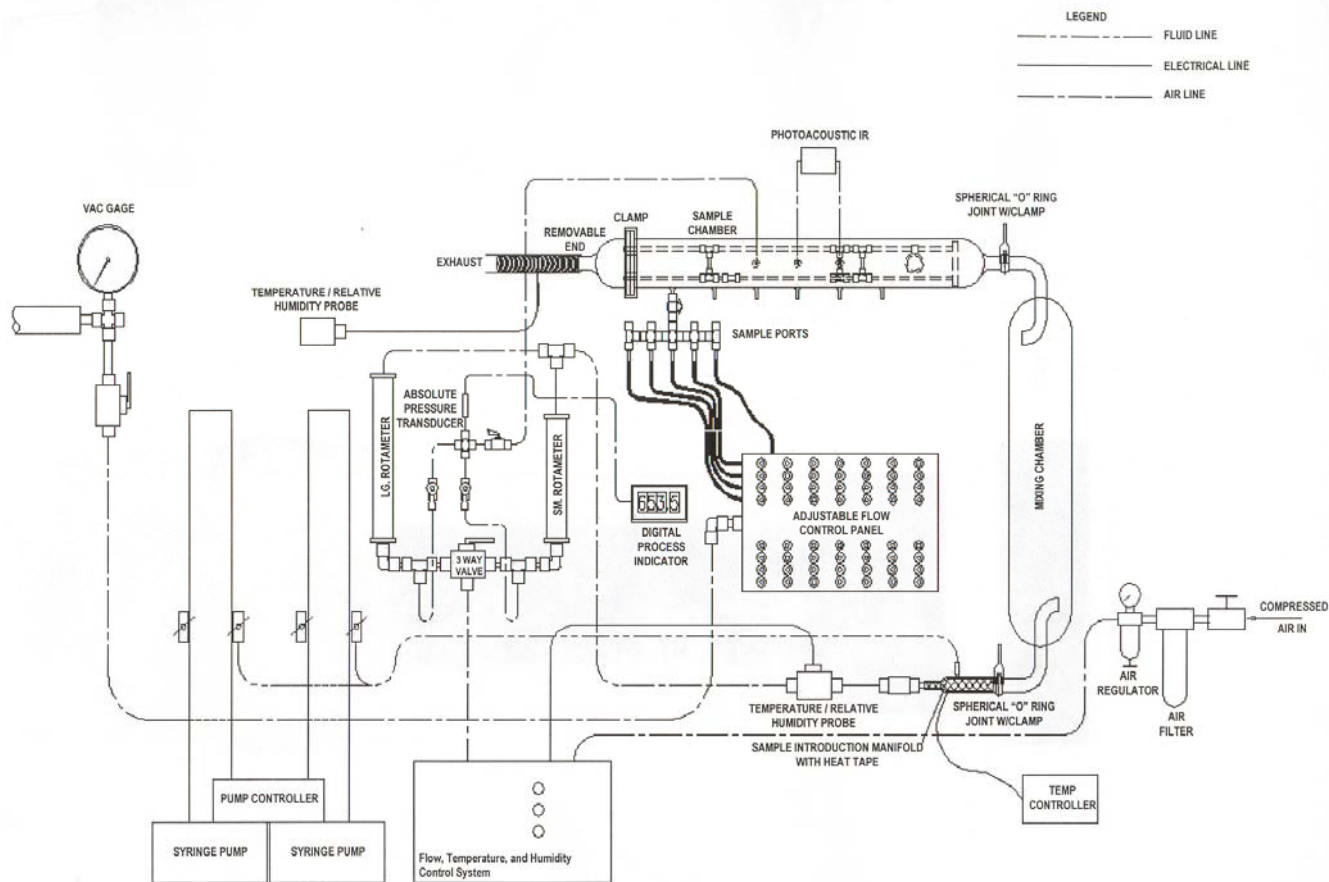 LEGEND
FLUID LINE
ELECTRICAL LINE
AIR LINE
PHOTOACOUSTIC IR
VAC GAGE
SPHERICAL "O" RING
JOINT W/CLAMP
CLAMP
SAMPLE
CHAMBER
REMOVABLE
END
EXHAUST
TEMPERATURE / RELATIVE
HUMIDITY PROBE
SAMPLE PORTS
ABSOLUTE
PRESSURE
TRANSDUCER
LG. ROTAMETER
SM. ROTAMETER
MIXING CHAMBER
653.5
DIGITAL
PROCESS
INDICATOR
ADJUSTABLE FLOW
CONTROL PANEL
3 WAY
VALVE
COMPRESSED
AIR IN
AIR
REGULATOR
AIR
FILTER
TEMPERATURE / RELATIVE
HUMIDITY PROBE
SPHERICAL "O" RING
JOINT W/CLAMP
SAMPLE INTRODUCTION MANIFOLD
WITH HEAT TAPE
TEMP
CONTROLLER
PUMP CONTROLLER
SYRINGE PUMP
SYRINGE PUMP
Flow, Temperature, and Humidity
Control System